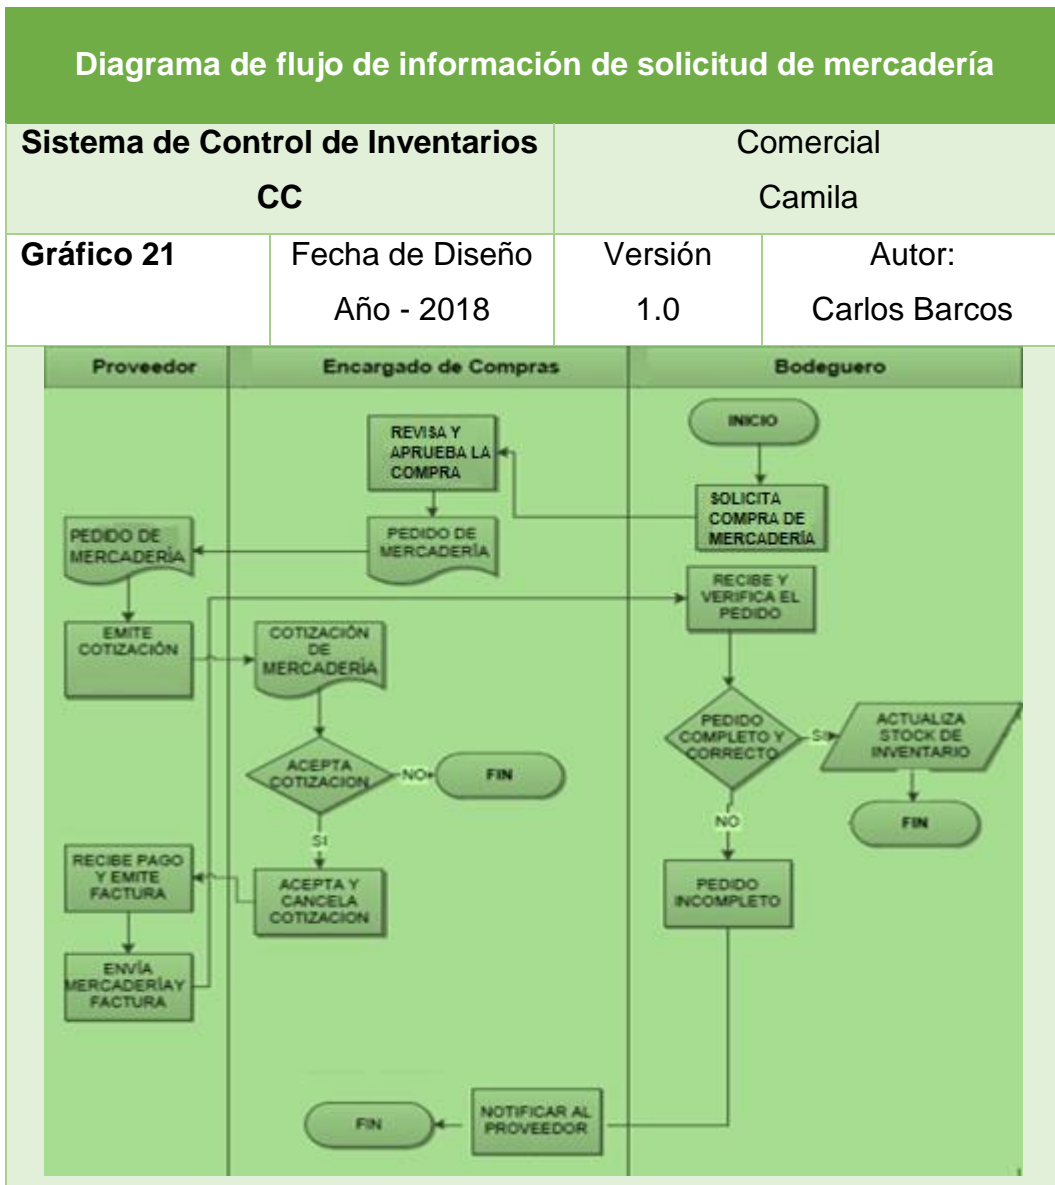 Diagrama de flujo de información de solicitud de mercadería
Sistema de Control de Inventarios
CC
Comercial
Camila
Gráfico 21
Fecha de Diseño
Año - 2018
Versión
1.0
Autor:
Carlos Barcos
Proveedor
Encargado de Compras
Bodeguero
INICIO
SOLICITA
COMPRA DE
MERCADERÍA
REVISA Y
APRUEBA LA
COMPRA
PEDIDO DE
MERCADERÍA
PEDIDO DE
MERCADERÍA
EMITE
COTIZACIÓN
COTIZACIÓN
DE
MERCADERÍA
ACEPTA
COTIZACION
NO
FIN
SI
ACEPTA Y
CANCELA
COTIZACION
RECIBE PAGO
Y EMITE
FACTURA
ENVÍA
MERCADERÍA Y
FACTURA
RECIBE Y
VERIFICA EL
PEDIDO
PEDIDO
COMPLETO Y
CORRECTO
SI
ACTUALIZA
STOCK DE
INVENTARIO
FIN
NO
PEDIDO
INCOMPLETO
NOTIFICAR AL
PROVEEDOR
FIN